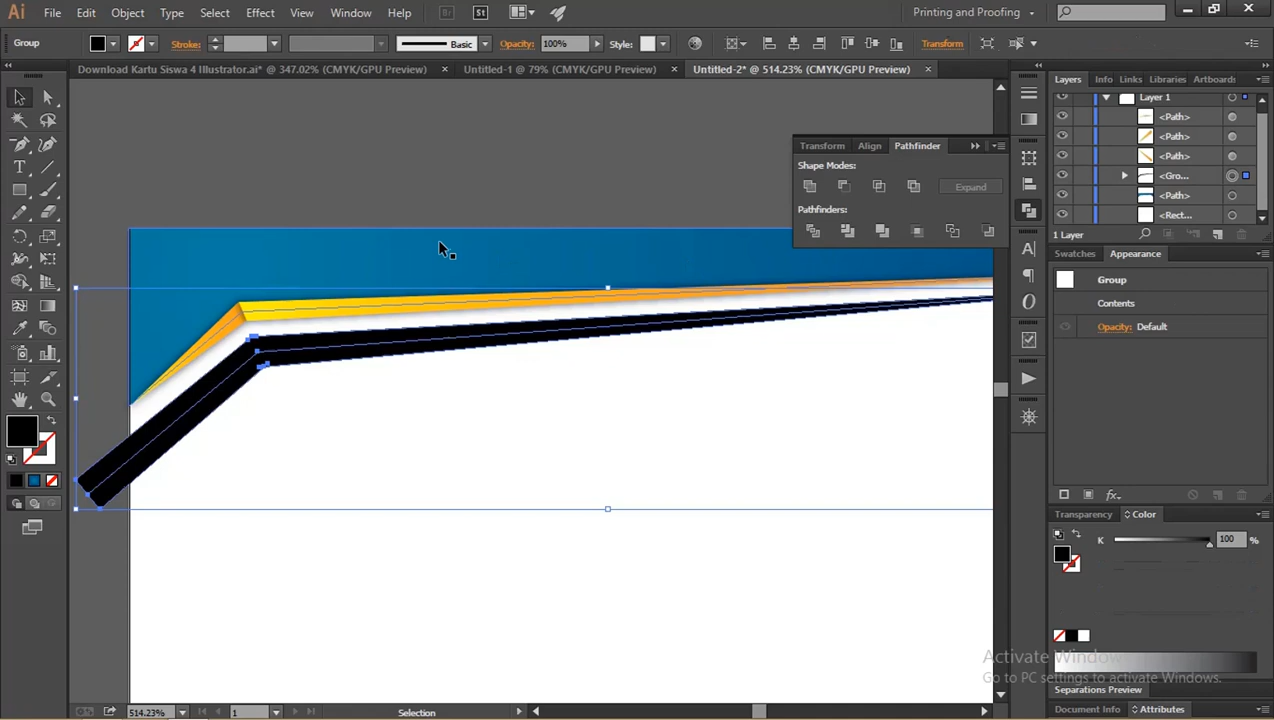 Ai File Edit Object Type Select Effect View Window Help Br St Printing and Proofing
Group Stroke: Basic Opacity: 100% Style: Transform
Download Kartu Siswa 4 Illustrator.ai* @ 347.02% (CMYK/GPU Preview) × Untitled-1 @ 79% (CMYK/GPU Preview) × Untitled-2* @ 514.23% (CMYK/GPU Preview) ×
Layers Info Links Libraries Artboards
Layer 1
<Path>
<Path>
<Path>
<Gro...
<Path>
<Rect...
1 Layer
Transform Align Pathfinder
Shape Modes:
Expand
Pathfinders:
Swatches Appearance
Group
Contents
Opacity: Default
fx
Transparency Color
K 100 %
Activate Windows
Go to PC settings to activate Windows.
Separations Preview
Document Info Attributes
514.23% 1 Selection